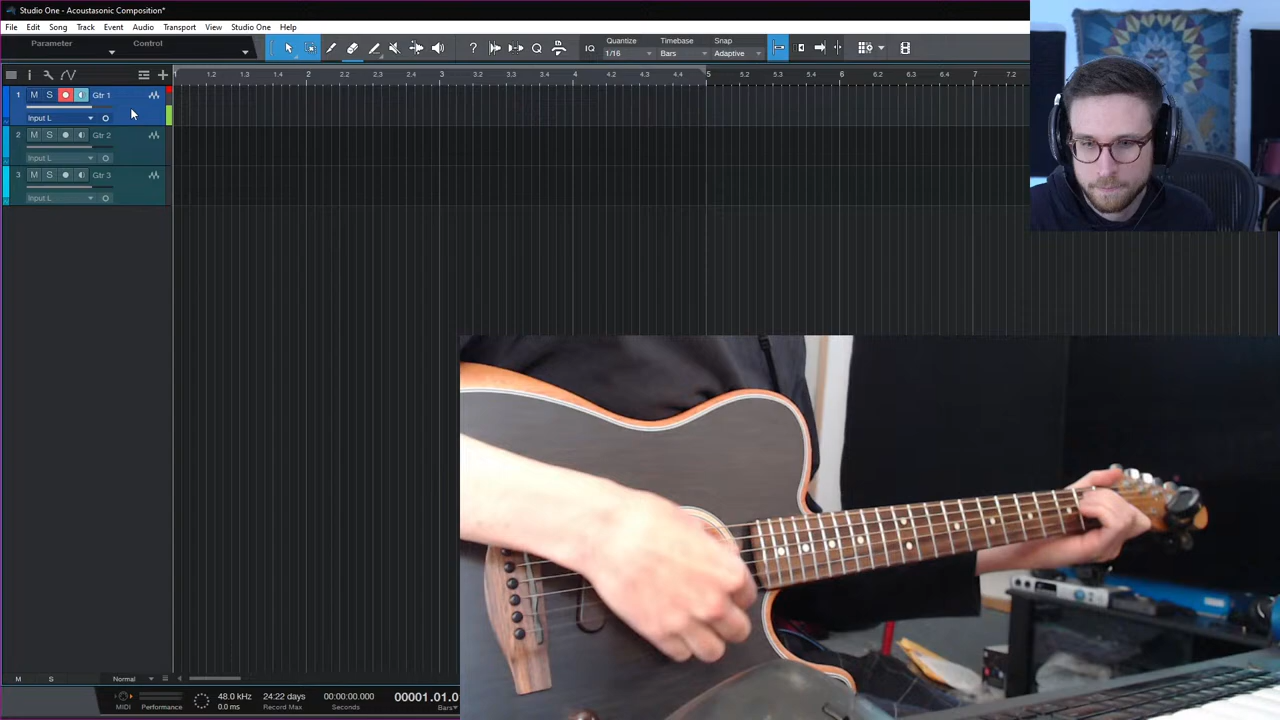 Studio One - Acoustasonic Composition*
File Edit Song Track Event Audio Transport View Studio One Help
Parameter Control
IQ Quantize Timebase Snap
1/16 Bars Adaptive
1 1.2 1.3 1.4 2 2.2 2.3 2.4 3 3.2 3.3 3.4 4 4.2 4.3 4.4 5 5.2 5.3 5.4 6 6.2 6.3 6.4 7 7.2
1 M S Gtr 1
Input L
2 M S Gtr 2
Input L
3 M S Gtr 3
Input L
M S Normal
48.0 kHz 24:22 days 00:00:00.000 00001.01.0
MIDI Performance 0.0 ms Record Max Seconds Bars